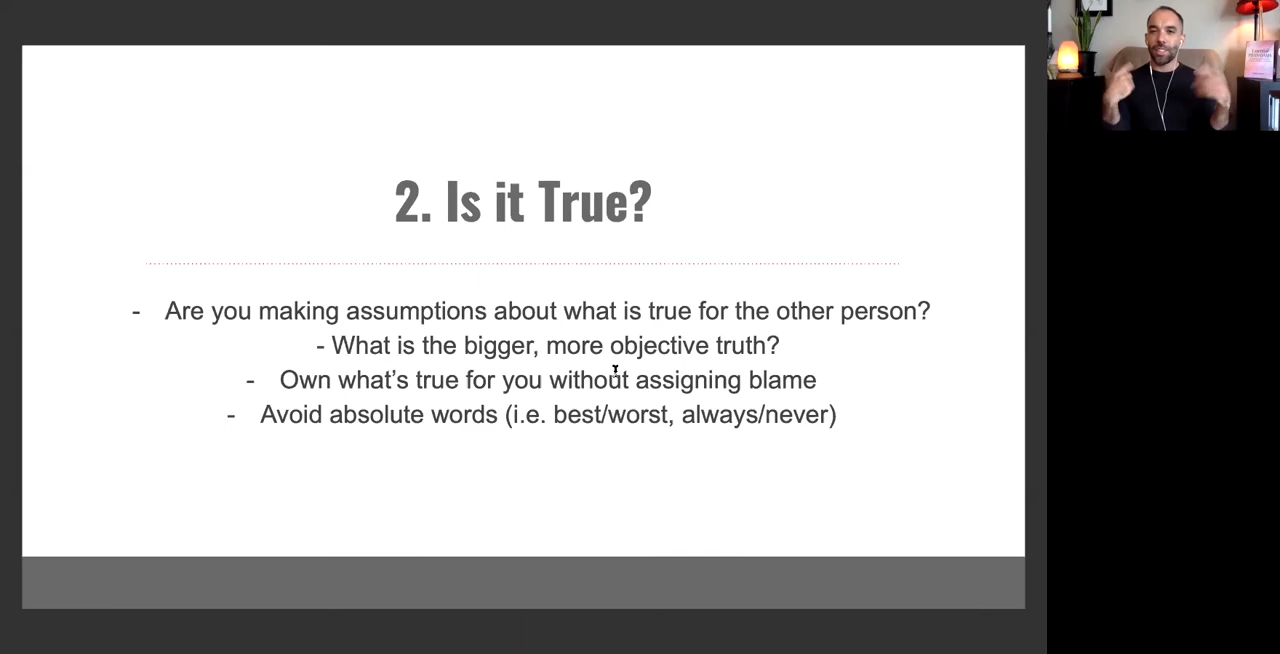 2. Is it True?
- Are you making assumptions about what is true for the other person?
- What is the bigger, more objective truth?
- Own what’s true for you without assigning blame
- Avoid absolute words (i.e. best/worst, always/never)